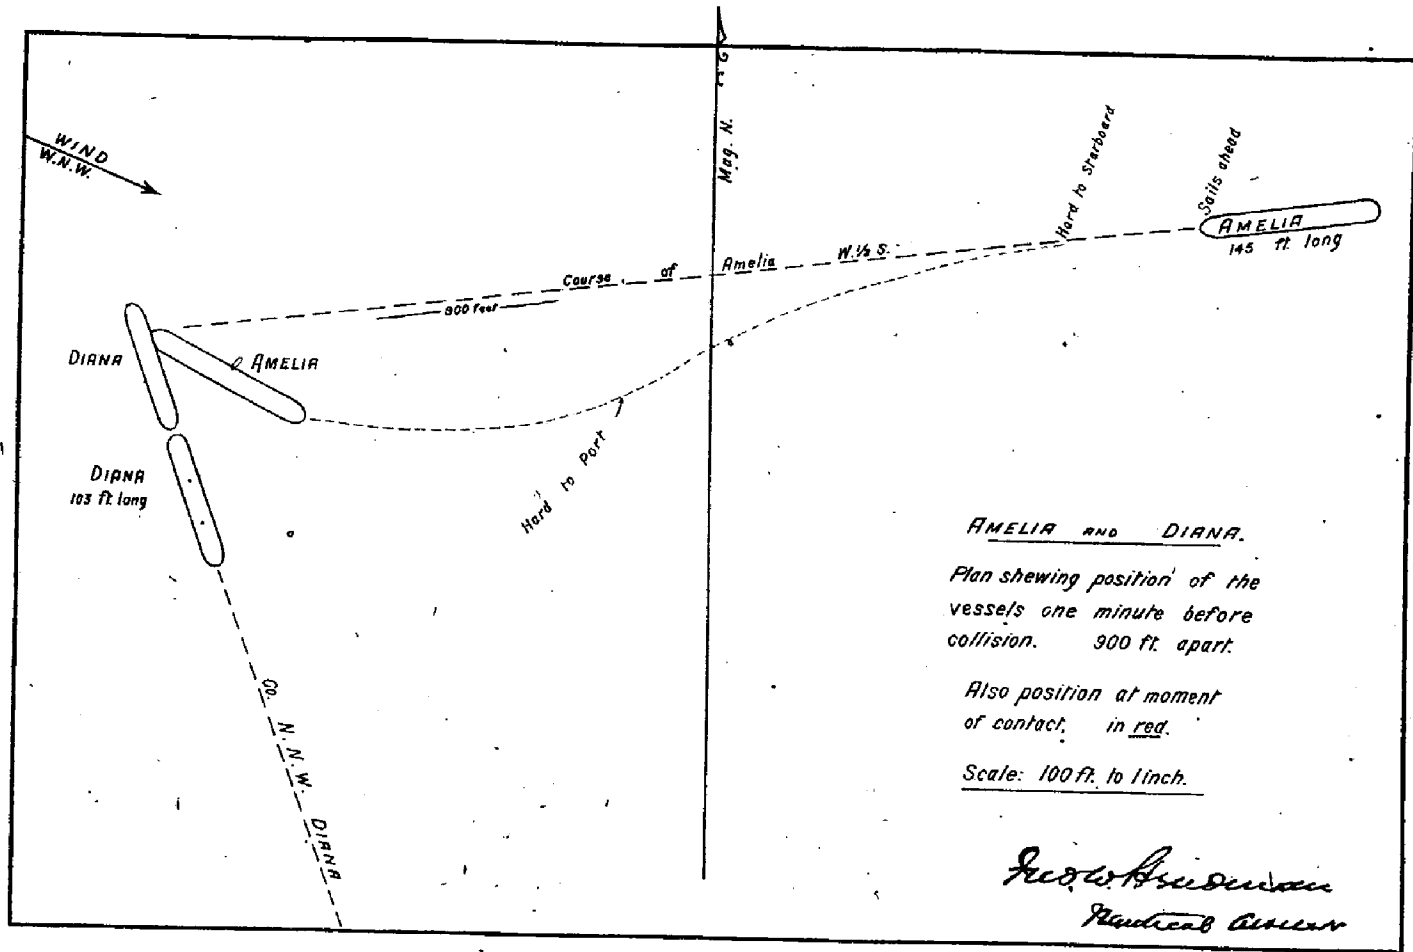 WIND
W.N.W.
Mag. N.
Hard to Starboard
Sails ahead
AMELIA
145 ft long
Course of Amelia W. ½ S.
900 feet
DIANA
AMELIA
DIANA
103 ft. long
Hard to Port
Co. N.N.W. DIANA
AMELIA AND DIANA.
Plan shewing position of the
vessels one minute before
collision. 900 ft. apart.
Also position at moment
of contact, in red.
Scale: 100 ft. to 1 inch.
Nautical